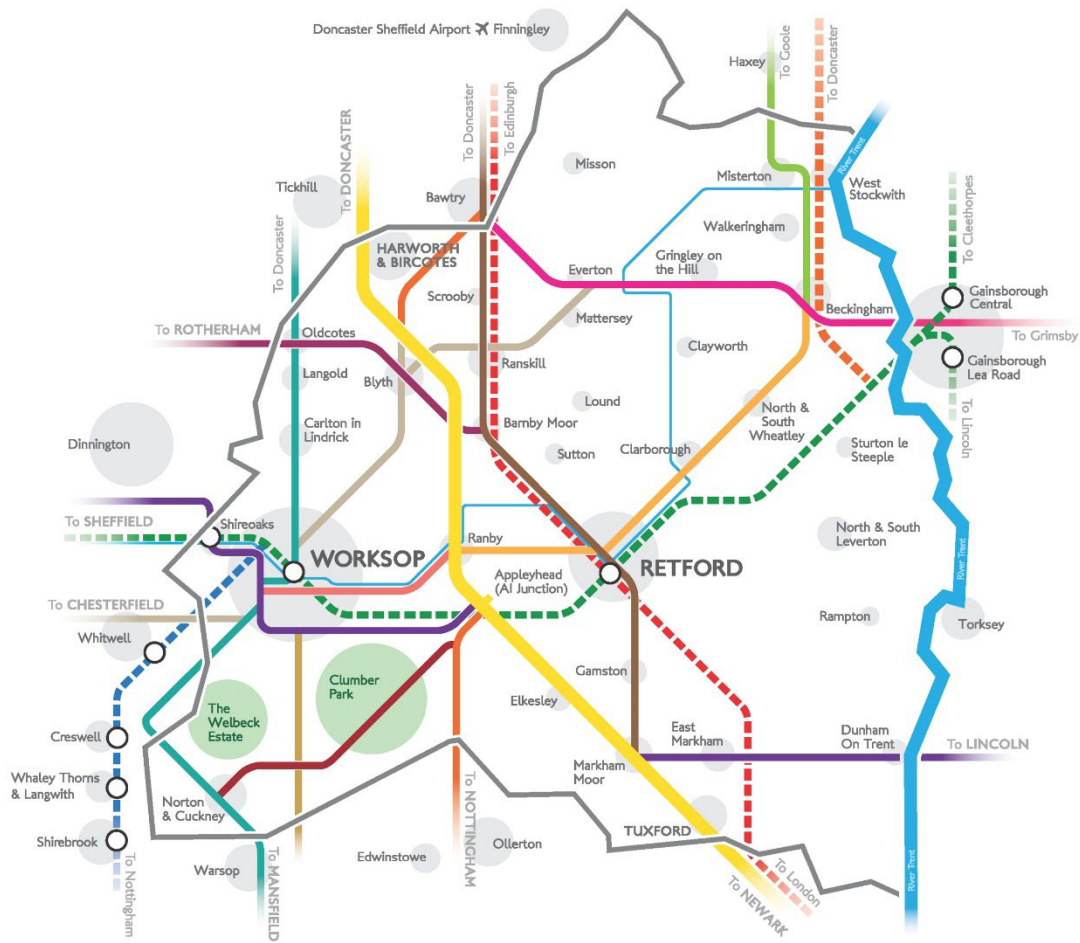 Doncaster Sheffield Airport ✈ Finningley
Haxey
To Goole
To Doncaster
To DONCASTER
To Doncaster
To Edinburgh
River Trent
Misson
Misterton
West
Stockwith
Tickhill
Bawtry
To Cleethorpes
Walkeringham
To Doncaster
HARWORTH
& BIRCOTES
Gringley on
the Hill
Everton
Gainsborough
Central
Scrooby
Beckingham
Mattersey
To ROTHERHAM
Oldcotes
To Grimsby
Clayworth
Ranskill
Gainsborough
Lea Road
Langold
Blyth
Lound
North &
South
Wheatley
To Lincoln
Carlton in
Lindrick
Barnby Moor
Dinnington
Clarborough
Sturton le
Steeple
Sutton
To SHEFFIELD
Shireoaks
North & South
Leverton
Ranby
WORKSOP
RETFORD
Appleyhead
(A1 Junction)
River Trent
To CHESTERFIELD
Rampton
Torksey
Whitwell
Gamston
Clumber
Park
Elkesley
The
Welbeck
Estate
Creswell
East
Markham
Dunham
On Trent
To LINCOLN
Markham
Moor
Whaley Thorns
& Langwith
Norton
& Cuckney
To NOTTINGHAM
TUXFORD
Shirebrook
Ollerton
Edwinstowe
Warsop
To Nottingham
To MANSFIELD
To London
To NEWARK
River Trent